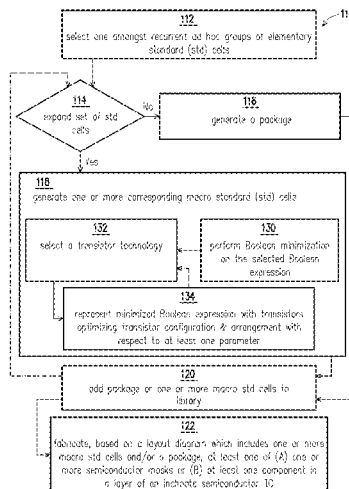 112
select one amongst recurrent ad hoc groups of elementary
standard (std) cells
114
expand set of std
cells
No
Yes
116
generate a package
118
generate one or more corresponding macro standard (std) cells
132
select a transistor technology
130
perform Boolean minimization
on the selected Boolean
expression
134
represent minimized Boolean expression with transistors
optimizing transistor configuration & arrangement with
respect to at least one parameter
120
add package or one or more macro std cells to
library
122
fabricate, based on a layout diagram which includes one or more
macro std cells and/or a package, at least one of (A) one or
more semiconductor masks or (B) at least one component in
a layer of an inchoate semiconductor IC